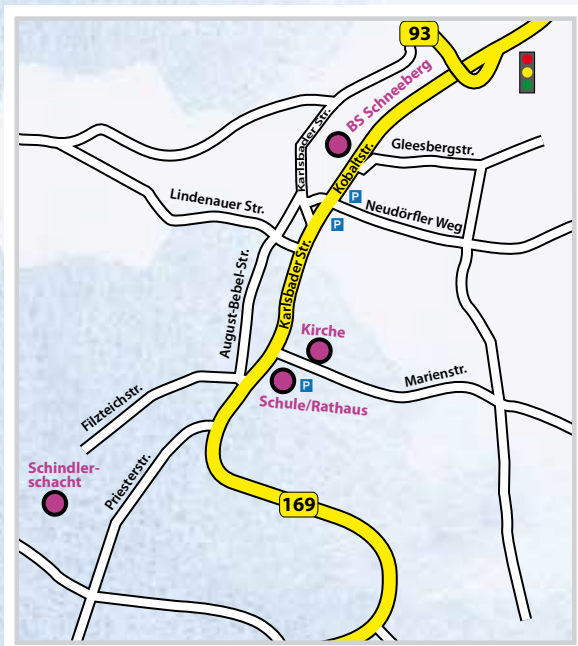 93
BS Schneeberg
Karlsbader Str.
Kobaltstr.
Gleesbergstr.
P
Lindenauer Str.
Neudörfler Weg
P
Karlsbader Str.
August-Bebel-Str.
Kirche
Marienstr.
P
Schule/Rathaus
Filzteichstr.
Schindler-
schacht
Priesterstr.
169